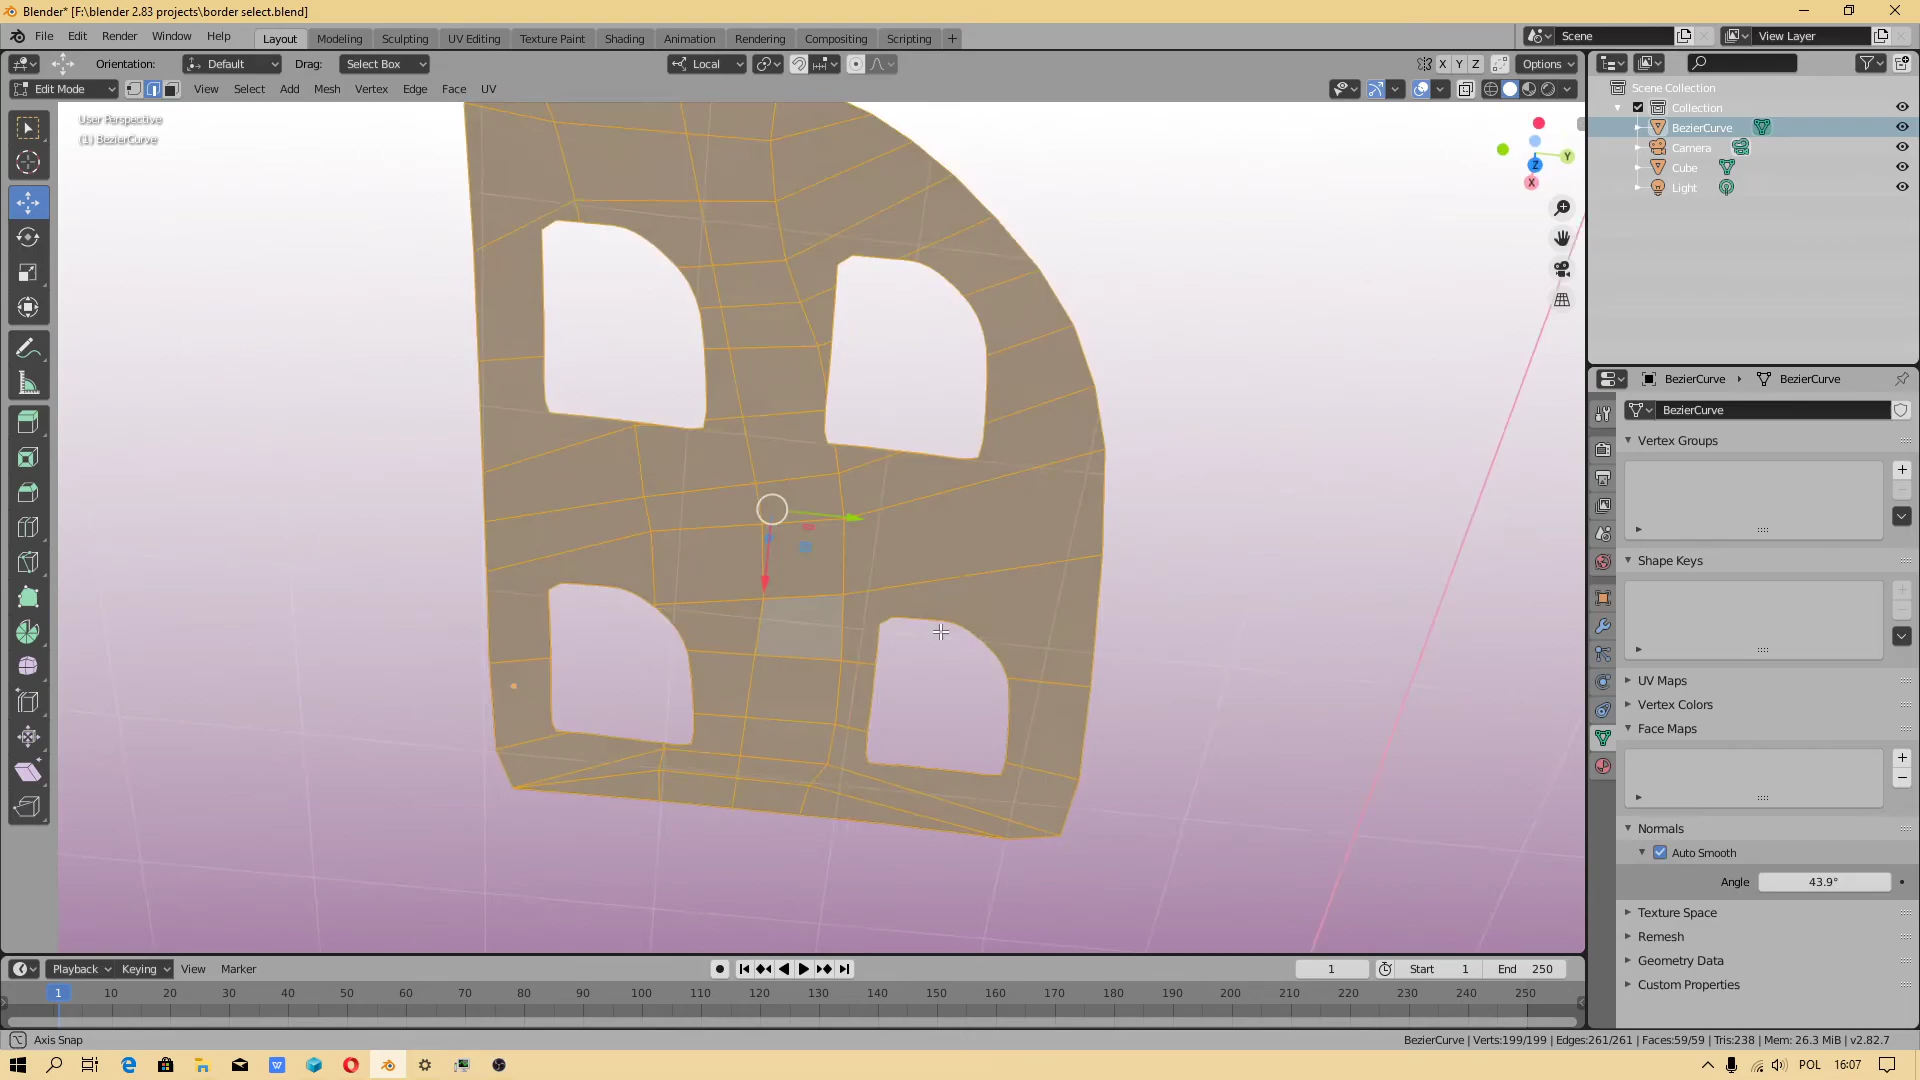 Blender* [F:\blender 2.83 projects\border select.blend]
File Edit Render Window Help
Layout Modeling Sculpting UV Editing Texture Paint Shading Animation Rendering Compositing Scripting +
Scene
View Layer
Orientation: Default Drag: Select Box
Local
X Y Z Options
Edit Mode View Select Add Mesh Vertex Edge Face UV
User Perspective
(1) BezierCurve
Y
Z
X
Scene Collection
Collection
BezierCurve
Camera
Cube
Light
BezierCurve BezierCurve
BezierCurve
Vertex Groups
Shape Keys
UV Maps
Vertex Colors
Face Maps
Normals
Auto Smooth
Angle 43.9°
Texture Space
Remesh
Geometry Data
Custom Properties
Playback Keying View Marker
1 Start 1 End 250
1 10 20 30 40 50 60 70 80 90 100 110 120 130 140 150 160 170 180 190 200 210 220 230 240 250
Axis Snap
BezierCurve | Verts:199/199 | Edges:261/261 | Faces:59/59 | Tris:238 | Mem: 26.3 MiB | v2.82.7
POL 16:07